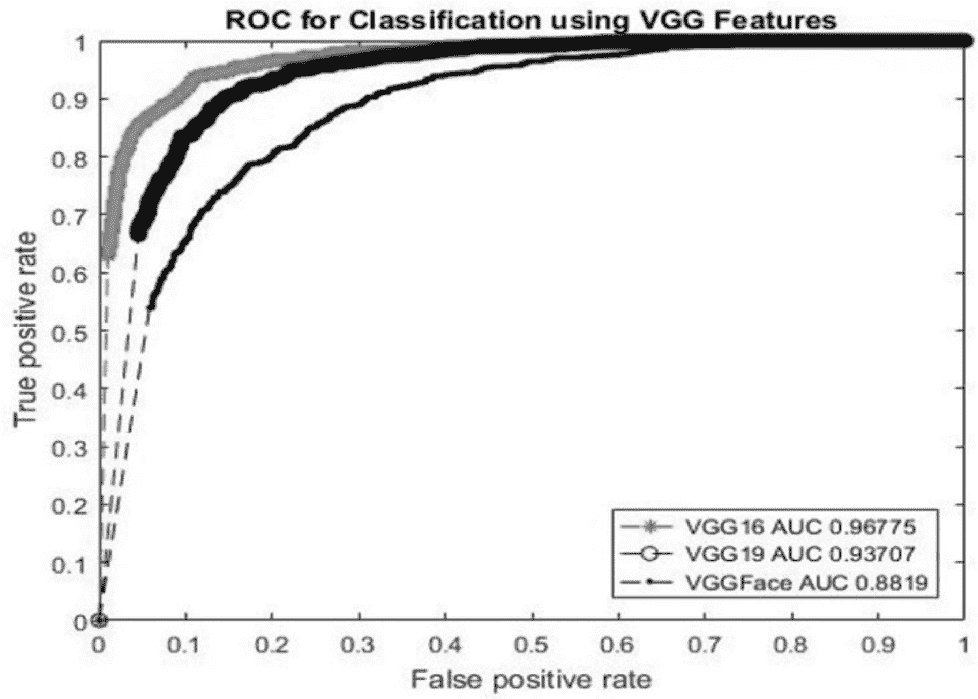 ROC for Classification using VGG Features
True positive rate
1
0.9
0.8
0.7
0.6
0.5
0.4
0.3
0.2
0.1
0
0 0.1 0.2 0.3 0.4 0.5 0.6 0.7 0.8 0.9 1
False positive rate
VGG16 AUC 0.96775
VGG19 AUC 0.93707
VGGFace AUC 0.8819